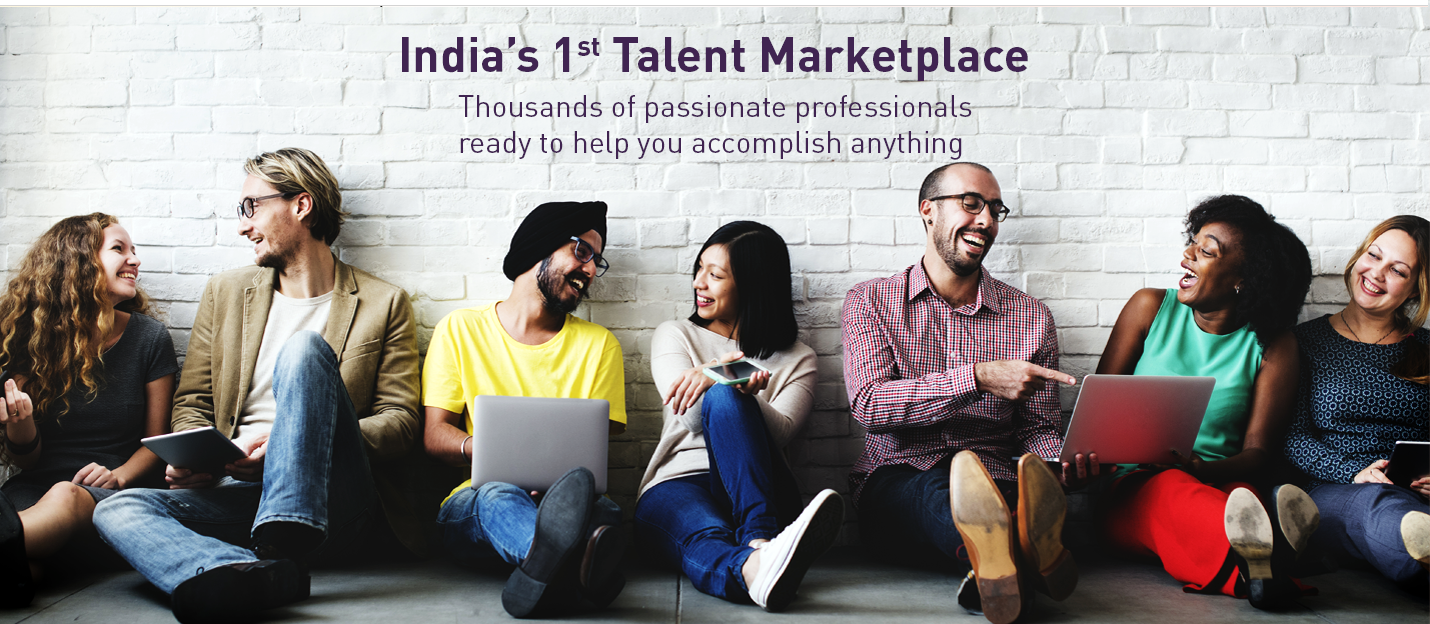 India’s 1st Talent Marketplace
Thousands of passionate professionals
ready to help you accomplish anything